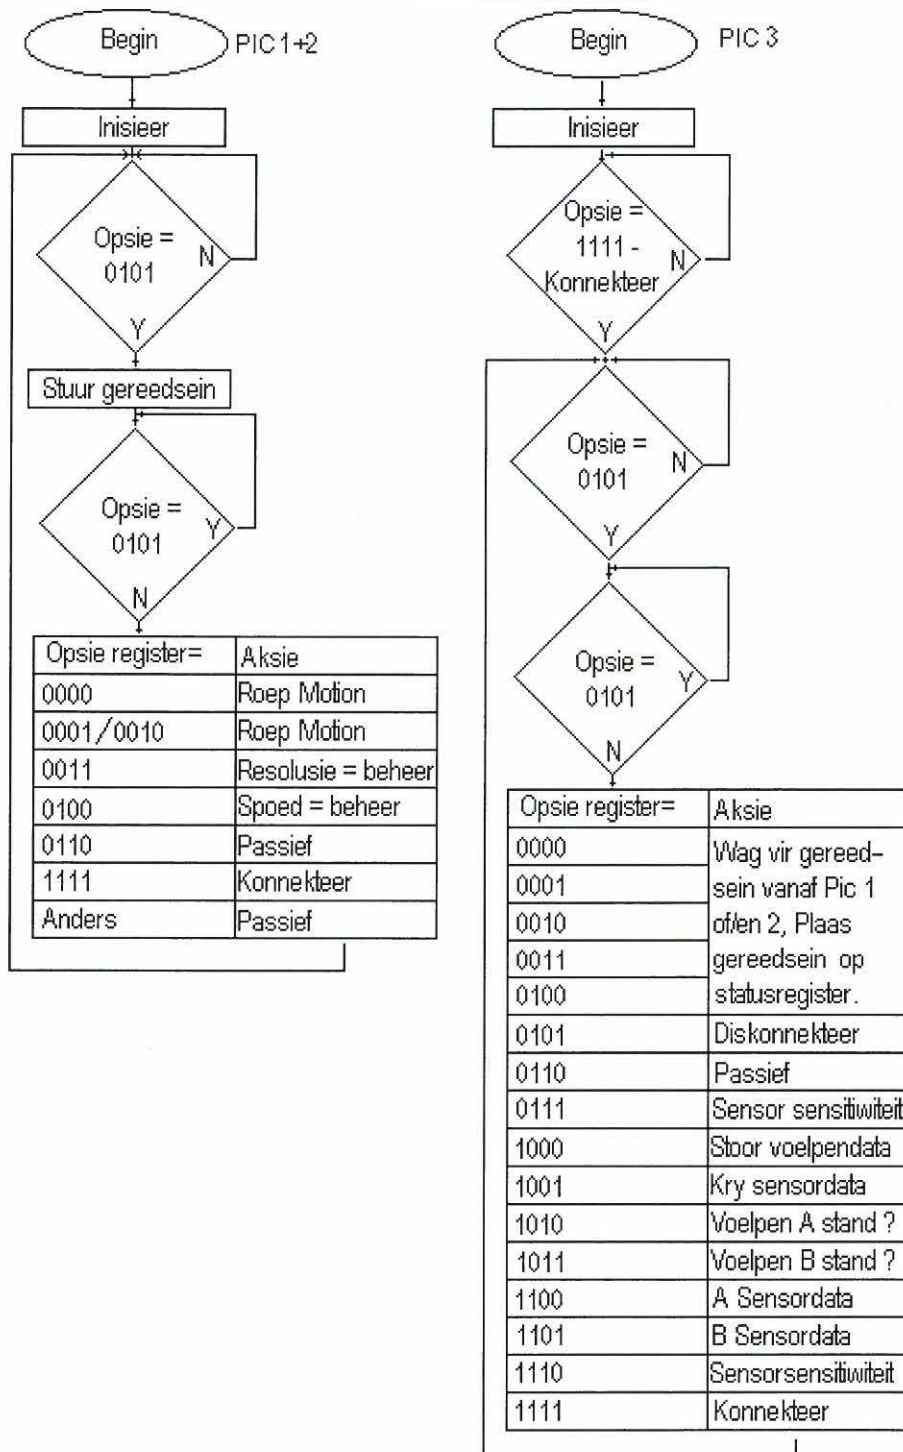 Begin
PIC 1+2
Inisieer
Opsie =
0101
N
Y
Stuur gereedsein
Opsie =
0101
Y
N
Opsie register= Aksie
0000 Roep Motion
0001/0010 Roep Motion
0011 Resolusie = beheer
0100 Spoed = beheer
0110 Passief
1111 Konnekteer
Anders Passief
Begin
PIC 3
Inisieer
Opsie =
1111 -
Konnekteer
N
Y
Opsie =
0101
N
Y
Opsie =
0101
Y
N
Opsie register= Aksie
0000 Wag vir gereed-
0001 sein vanaf Pic 1
0010 of/en 2, Plaas
0011 gereedsein op
0100 statusregister.
0101 Diskonnekteer
0110 Passief
0111 Sensor sensitiwiteit
1000 Stoor voelpendata
1001 Kry sensordata
1010 Voelpen A stand ?
1011 Voelpen B stand ?
1100 A Sensordata
1101 B Sensordata
1110 Sensorsensitiwiteit
1111 Konnekteer